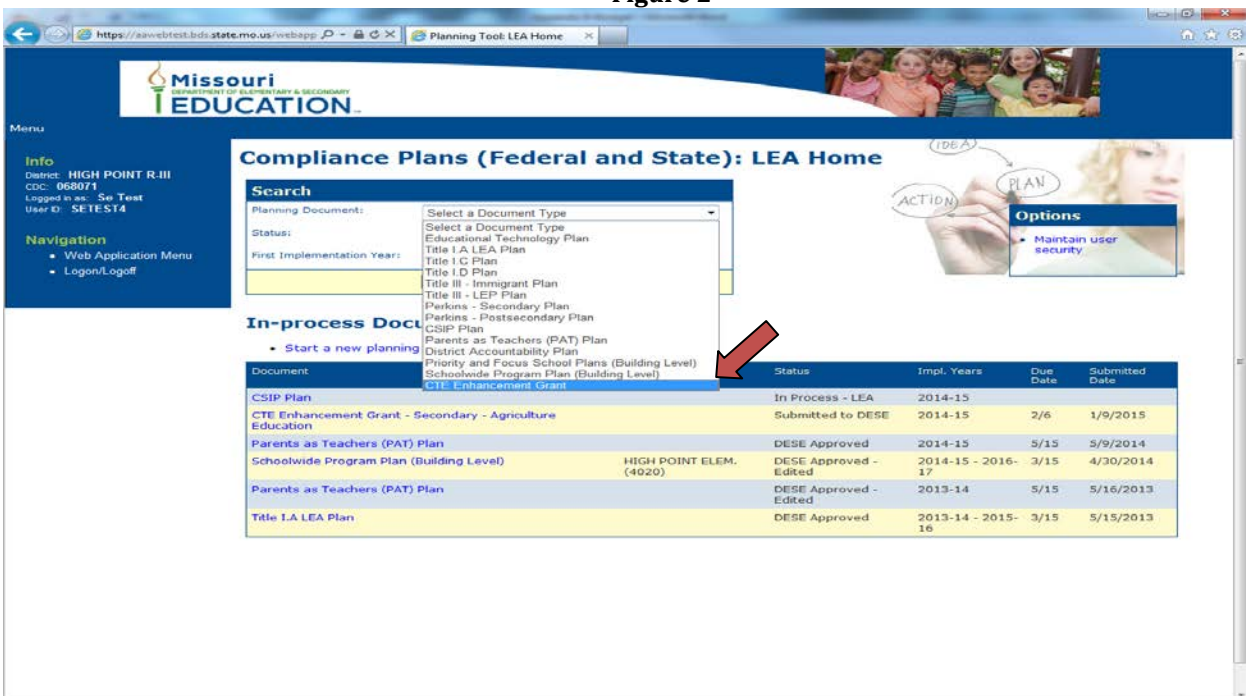 Figure 2
https://aawebtest.bds.state.mo.us/webapp
Planning Tool: LEA Home
Missouri
DEPARTMENT OF ELEMENTARY & SECONDARY
EDUCATION
Menu
Info
District: HIGH POINT R-III
CDC: 068071
Logged in as: Se Test
User ID: SETEST4
Navigation
• Web Application Menu
• Logon/Logoff
Compliance Plans (Federal and State): LEA Home
IDEA
PLAN
ACTION
Options
• Maintain user
security
Search
Planning Document: Select a Document Type
Status:
First Implementation Year:
Select a Document Type
Educational Technology Plan
Title I.A LEA Plan
Title I.C Plan
Title I.D Plan
Title III - Immigrant Plan
Title III - LEP Plan
Perkins - Secondary Plan
Perkins - Postsecondary Plan
CSIP Plan
Parents as Teachers (PAT) Plan
District Accountability Plan
Priority and Focus School Plans (Building Level)
Schoolwide Program Plan (Building Level)
CTE Enhancement Grant
In-process Docu
• Start a new planning
Document Status Impl. Years Due Date Submitted Date
CSIP Plan In Process - LEA 2014-15
CTE Enhancement Grant - Secondary - Agriculture Submitted to DESE 2014-15 2/6 1/9/2015
Education
Parents as Teachers (PAT) Plan DESE Approved 2014-15 5/15 5/9/2014
Schoolwide Program Plan (Building Level) HIGH POINT ELEM. DESE Approved - 2014-15 - 2016- 3/15 4/30/2014
(4020) Edited 17
Parents as Teachers (PAT) Plan DESE Approved - 2013-14 5/15 5/16/2013
Edited
Title I.A LEA Plan DESE Approved 2013-14 - 2015- 3/15 5/15/2013
16